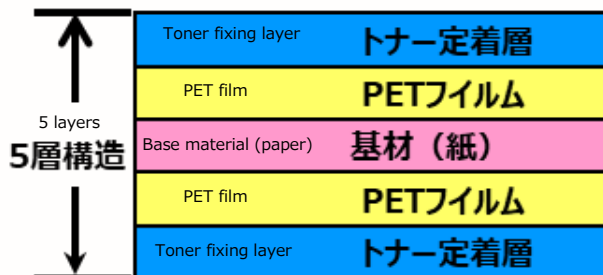 Toner fixing layer トナー定着層
PET film PETフイルム
5 layers
5層構造
Base material (paper) 基材（紙）
PET film PETフイルム
Toner fixing layer トナー定着層